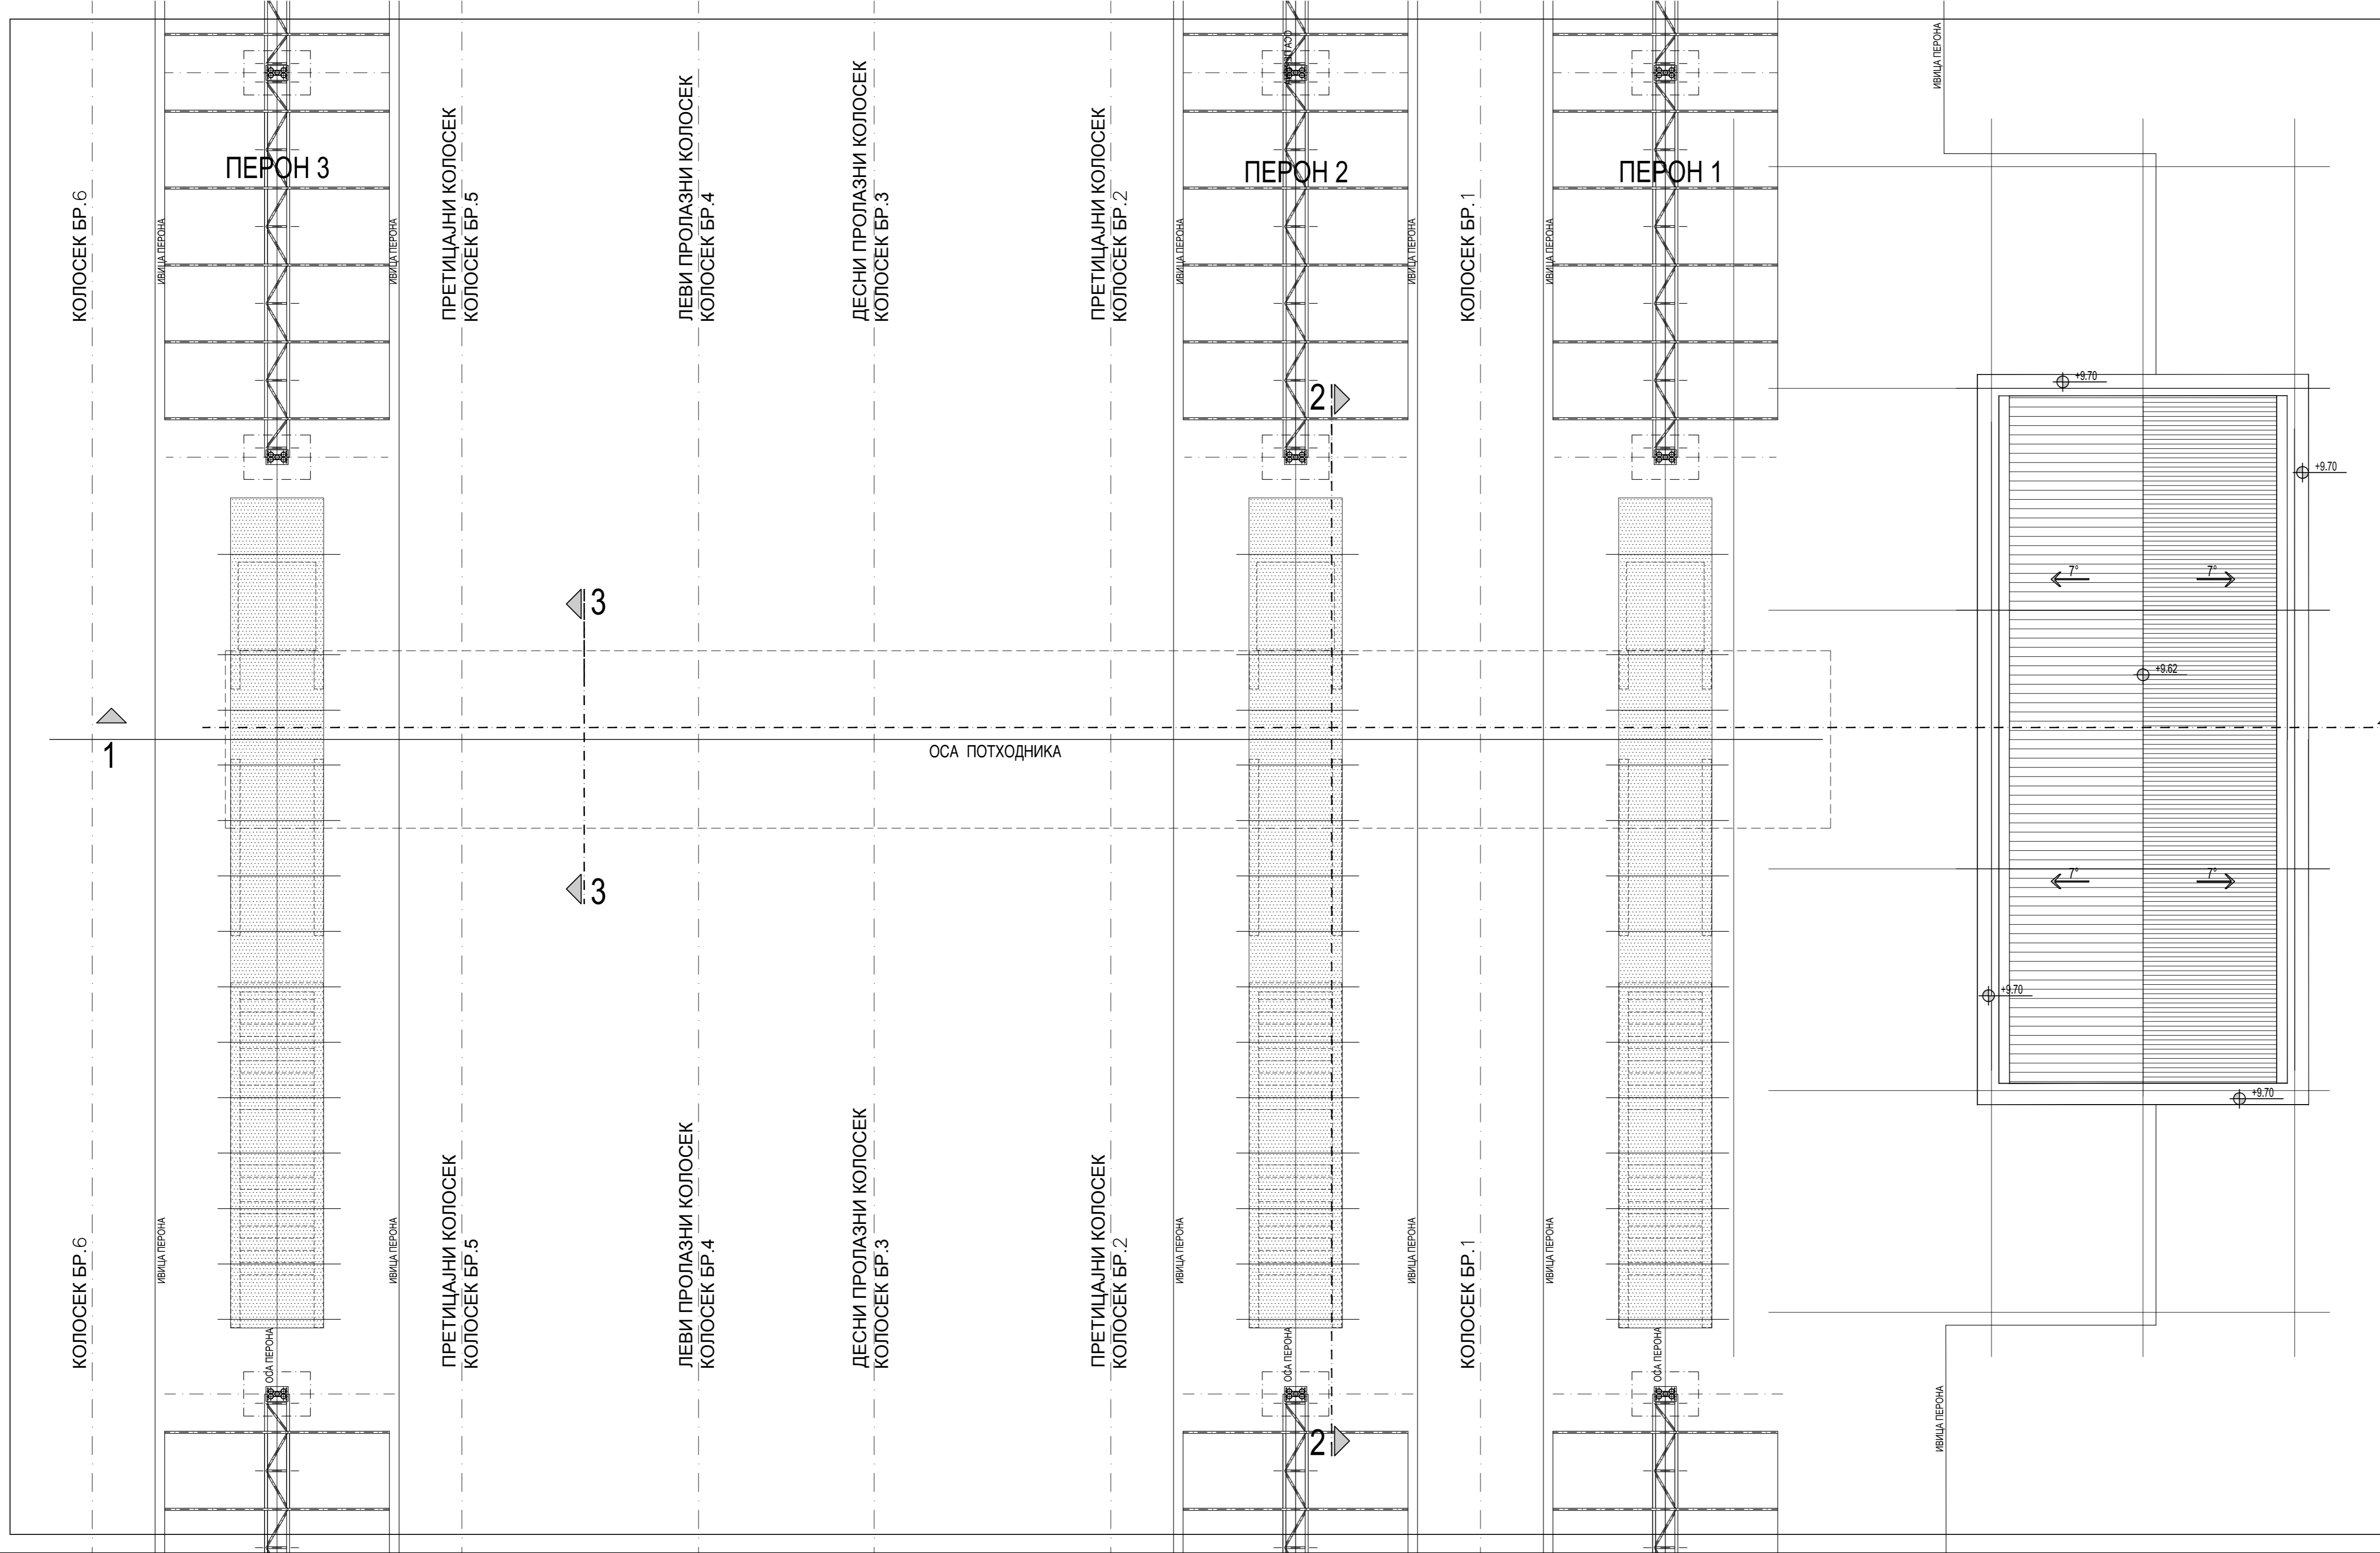 ИВИЦА ПЕРОНА
ПЕРОН 3
ПЕРОН 2
ПЕРОН 1
КОЛОСЕК БР.6
ИВИЦА ПЕРОНА
ИВИЦА ПЕРОНА
ПРЕТИЦАЈНИ КОЛОСЕК
КОЛОСЕК БР.5
ЛЕВИ ПРОЛАЗНИ КОЛОСЕК
КОЛОСЕК БР.4
ДЕСНИ ПРОЛАЗНИ КОЛОСЕК
КОЛОСЕК БР.3
ПРЕТИЦАЈНИ КОЛОСЕК
КОЛОСЕК БР.2
ИВИЦА ПЕРОНА
ИВИЦА ПЕРОНА
КОЛОСЕК БР.1
ИВИЦА ПЕРОНА
+9.70
2
+9.70
7°
7°
3
+9.62
1
ОСА ПОТХОДНИКА
3
7°
7°
+9.70
+9.70
КОЛОСЕК БР.6
ИВИЦА ПЕРОНА
ОСА ПЕРОНА
ИВИЦА ПЕРОНА
ПРЕТИЦАЈНИ КОЛОСЕК
КОЛОСЕК БР.5
ЛЕВИ ПРОЛАЗНИ КОЛОСЕК
КОЛОСЕК БР.4
ДЕСНИ ПРОЛАЗНИ КОЛОСЕК
КОЛОСЕК БР.3
ПРЕТИЦАЈНИ КОЛОСЕК
КОЛОСЕК БР.2
ИВИЦА ПЕРОНА
ОСА ПЕРОНА
ИВИЦА ПЕРОНА
КОЛОСЕК БР.1
ИВИЦА ПЕРОНА
ОСА ПЕРОНА
ИВИЦА ПЕРОНА
2